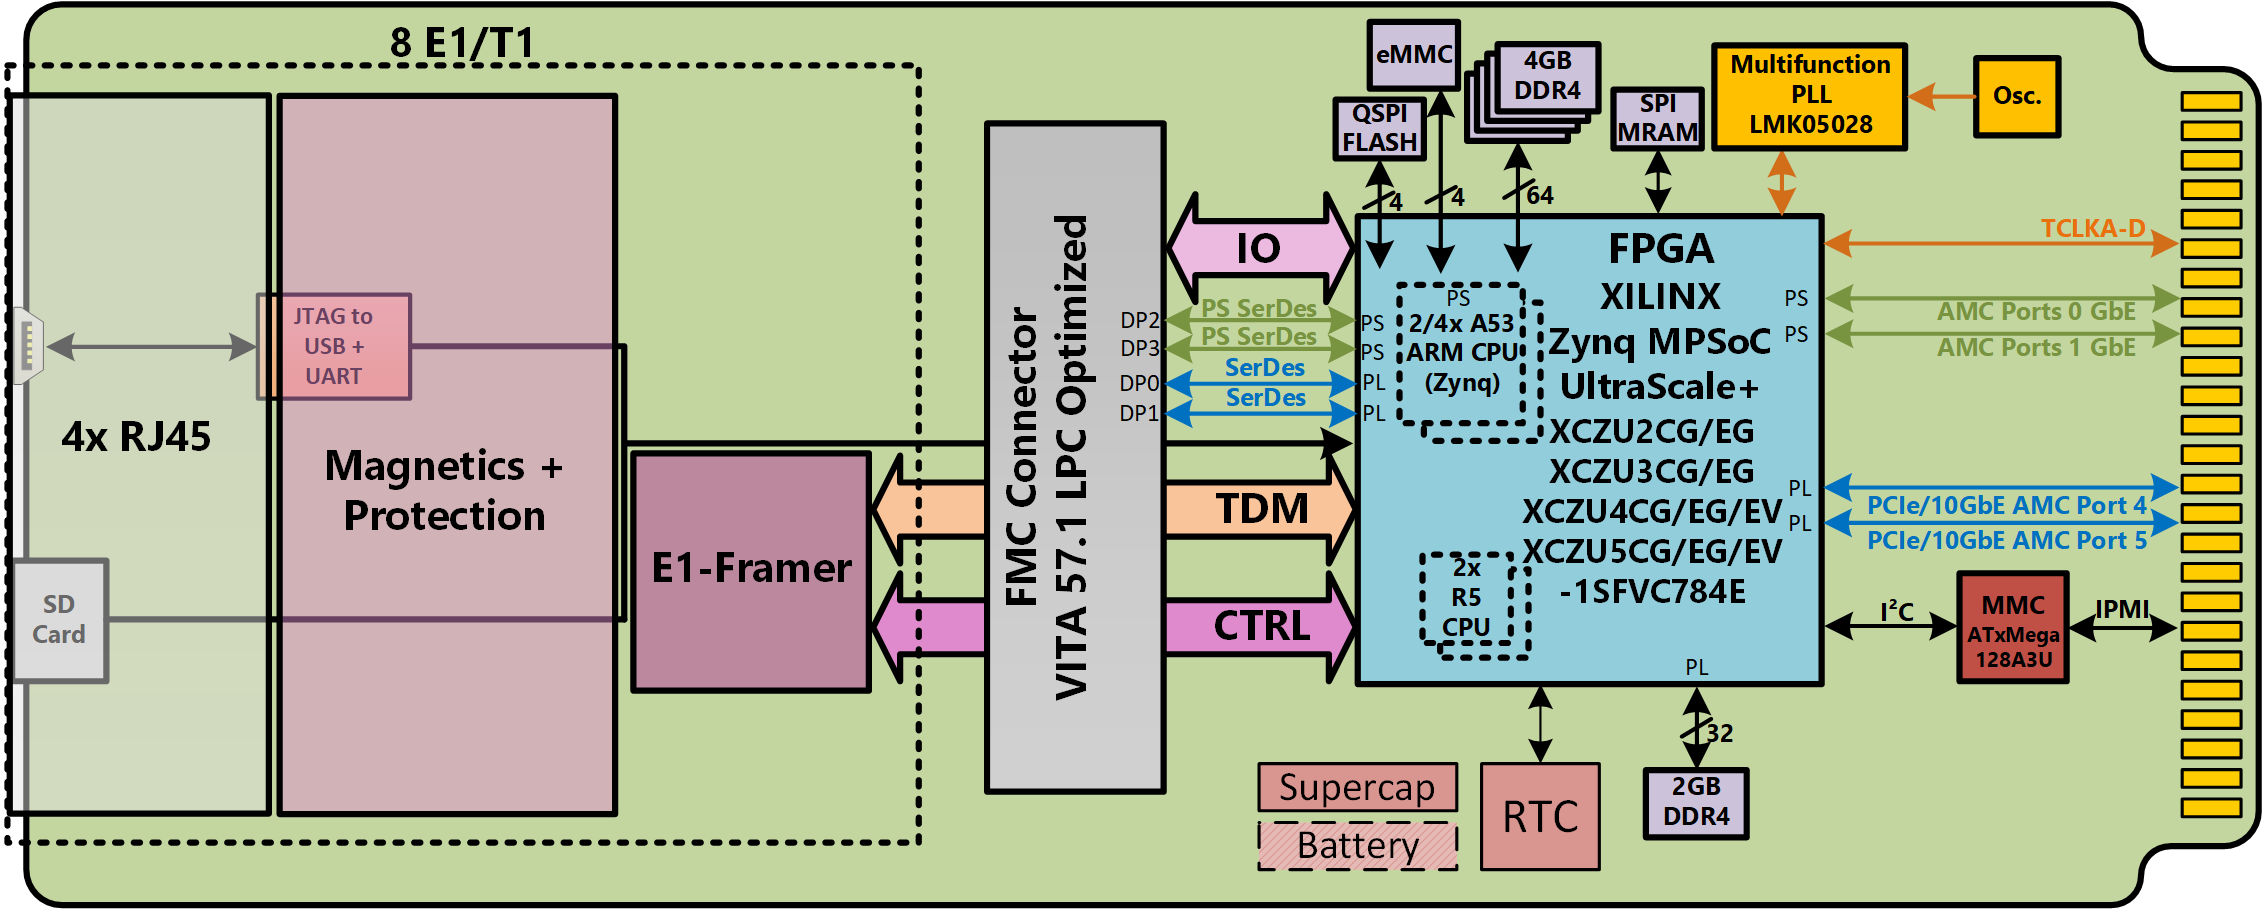 8 E1/T1
4x RJ45
JTAG to
USB +
UART
SD
Card
Magnetics +
Protection
E1-Framer
FMC Connector
VITA 57.1 LPC Optimized
DP2
DP3
DP0
DP1
IO
PS SerDes
PS SerDes
SerDes
SerDes
TDM
CTRL
eMMC
QSPI
FLASH
4GB
DDR4
SPI
MRAM
Multifunction
PLL
LMK05028
Osc.
4
4
64
FPGA
XILINX
Zynq MPSoC
UltraScale+
XCZU2CG/EG
XCZU3CG/EG
XCZU4CG/EG/EV
XCZU5CG/EG/EV
-1SFVC784E
PS
2/4x A53
ARM CPU
(Zynq)
PS
PS
PL
PL
2x
R5
CPU
PS
PS
PL
PL
PL
TCLKA-D
AMC Ports 0 GbE
AMC Ports 1 GbE
PCIe/10GbE AMC Port 4
PCIe/10GbE AMC Port 5
I²C
MMC
ATxMega
128A3U
IPMI
32
2GB
DDR4
RTC
Supercap
Battery